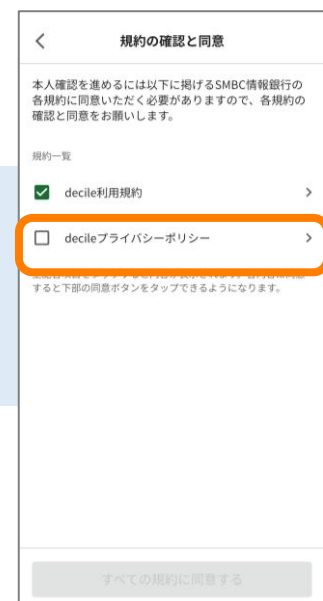 規約の確認と同意
本人確認を進めるには以下に掲げるSMBC情報銀行の
各規約に同意いただく必要がありますので、各規約の
確認と同意をお願いします。
規約一覧
decile利用規約
decileプライバシーポリシー
すると下部の同意ボタンをタップできるようになります。
すべての規約に同意する